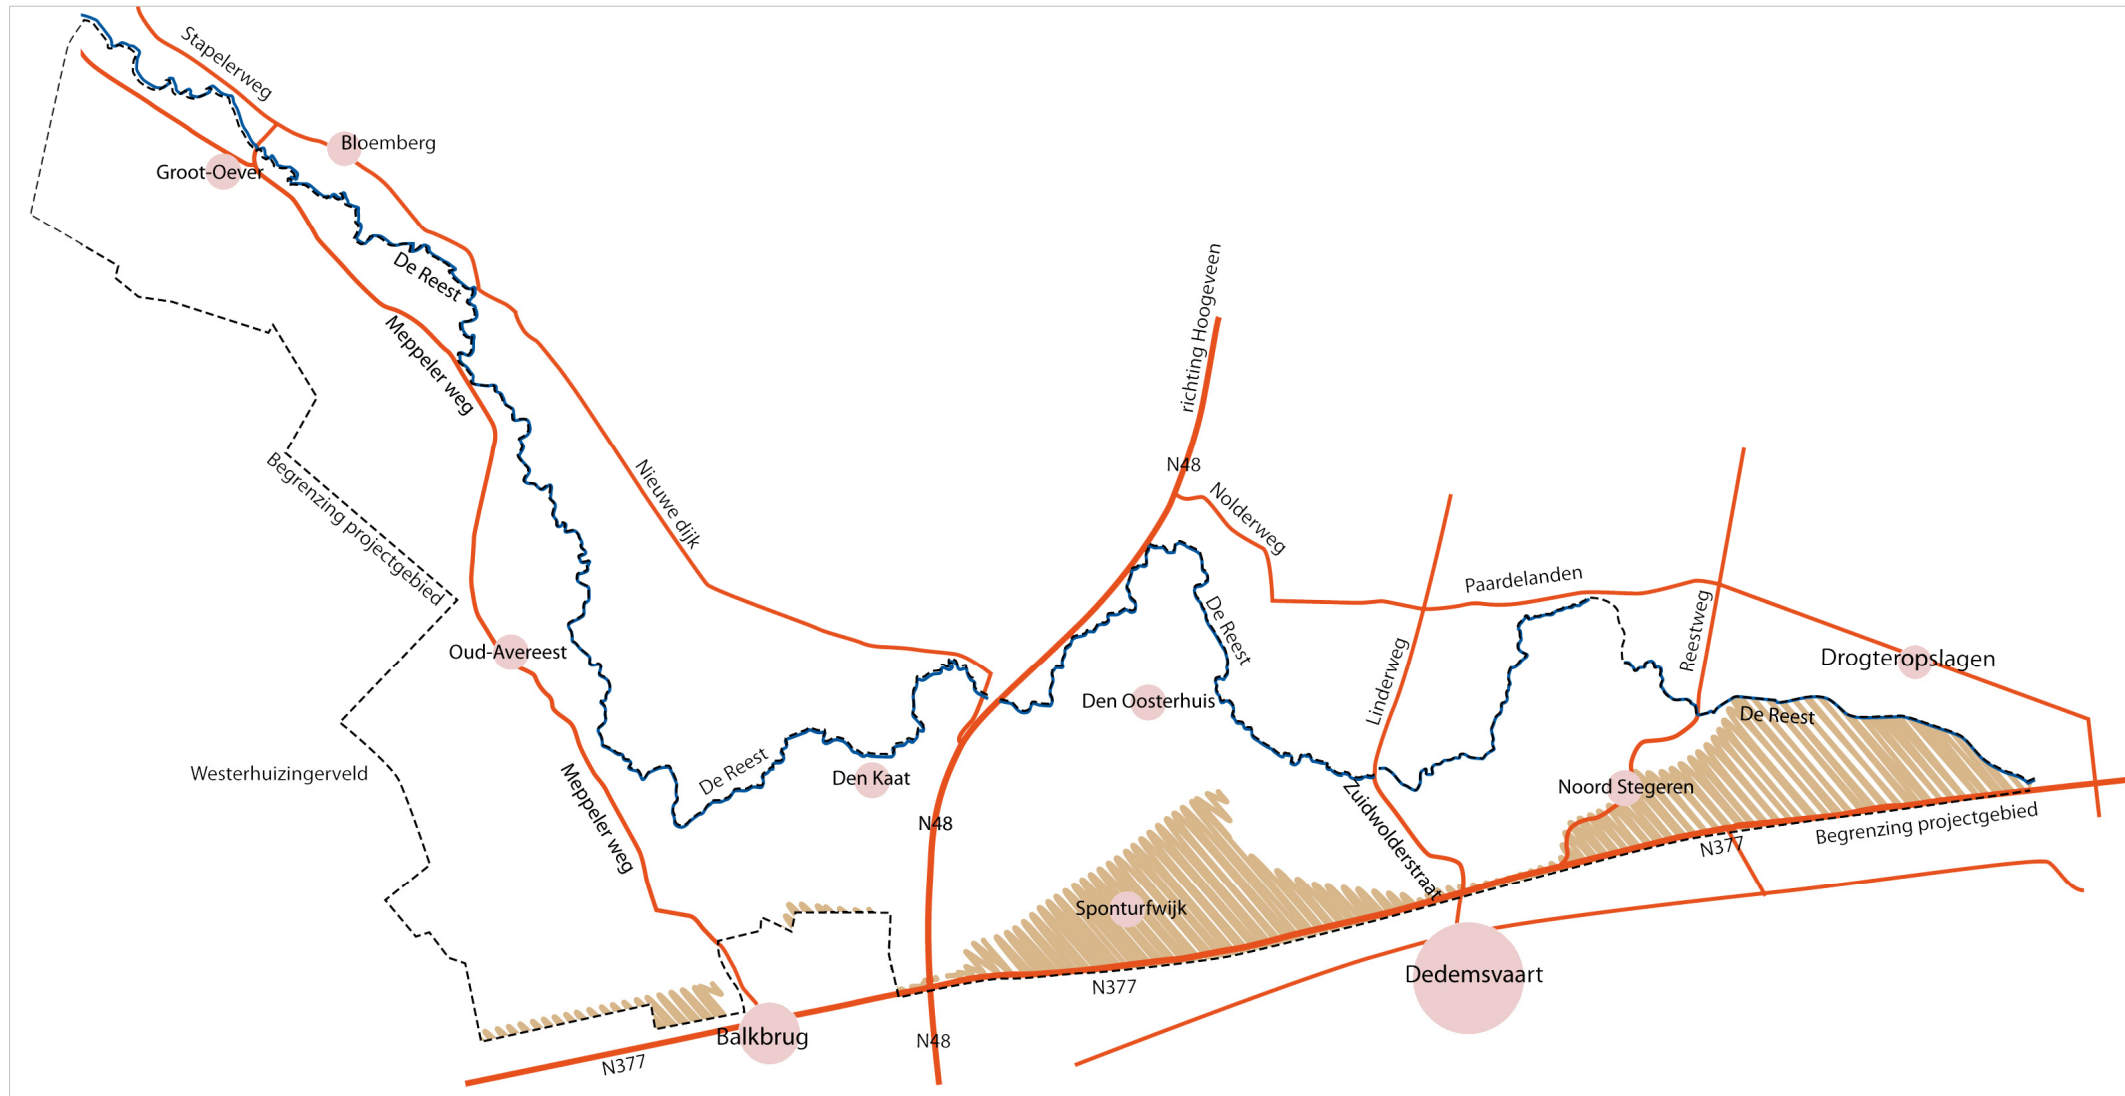 Stapelerweg
Bloemberg
Groot-Oever
De Reest
Meppeler weg
richting Hoogeveen
N48
Nolderweg
Nieuwe dijk
Begrenzing projectgebied
Paardelanden
De Reest
Reestweg
Linderweg
Oud-Avereest
Drogteropslagen
Den Oosterhuis
De Reest
Westerhuizingerveld
De Reest
Den Kaat
Noord Stegeren
Meppeler weg
Zuidwolderstraat
N48
Begrenzing projectgebied
N377
Sponturfwijk
Dedemsvaart
N377
Balkbrug
N48
N377